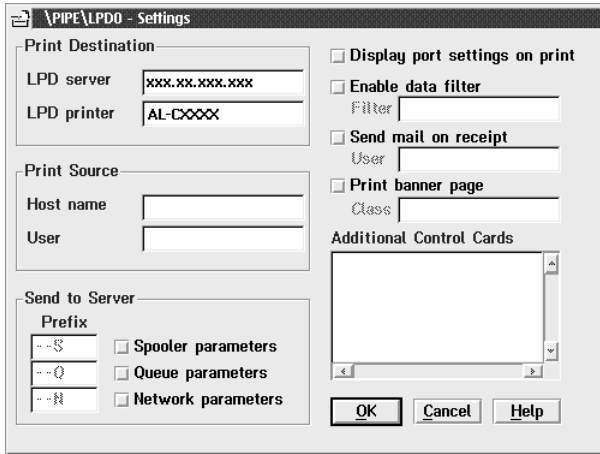 \PIPE\LPD0 - Settings
Print Destination
LPD server
xxx.xx.xxx.xxx
LPD printer
AL-CXXXX
Print Source
Host name
User
Send to Server
Prefix
--S
Spooler parameters
--Q
Queue parameters
--N
Network parameters
Display port settings on print
Enable data filter
Filter
Send mail on receipt
User
Print banner page
Class
Additional Control Cards
OK
Cancel
Help